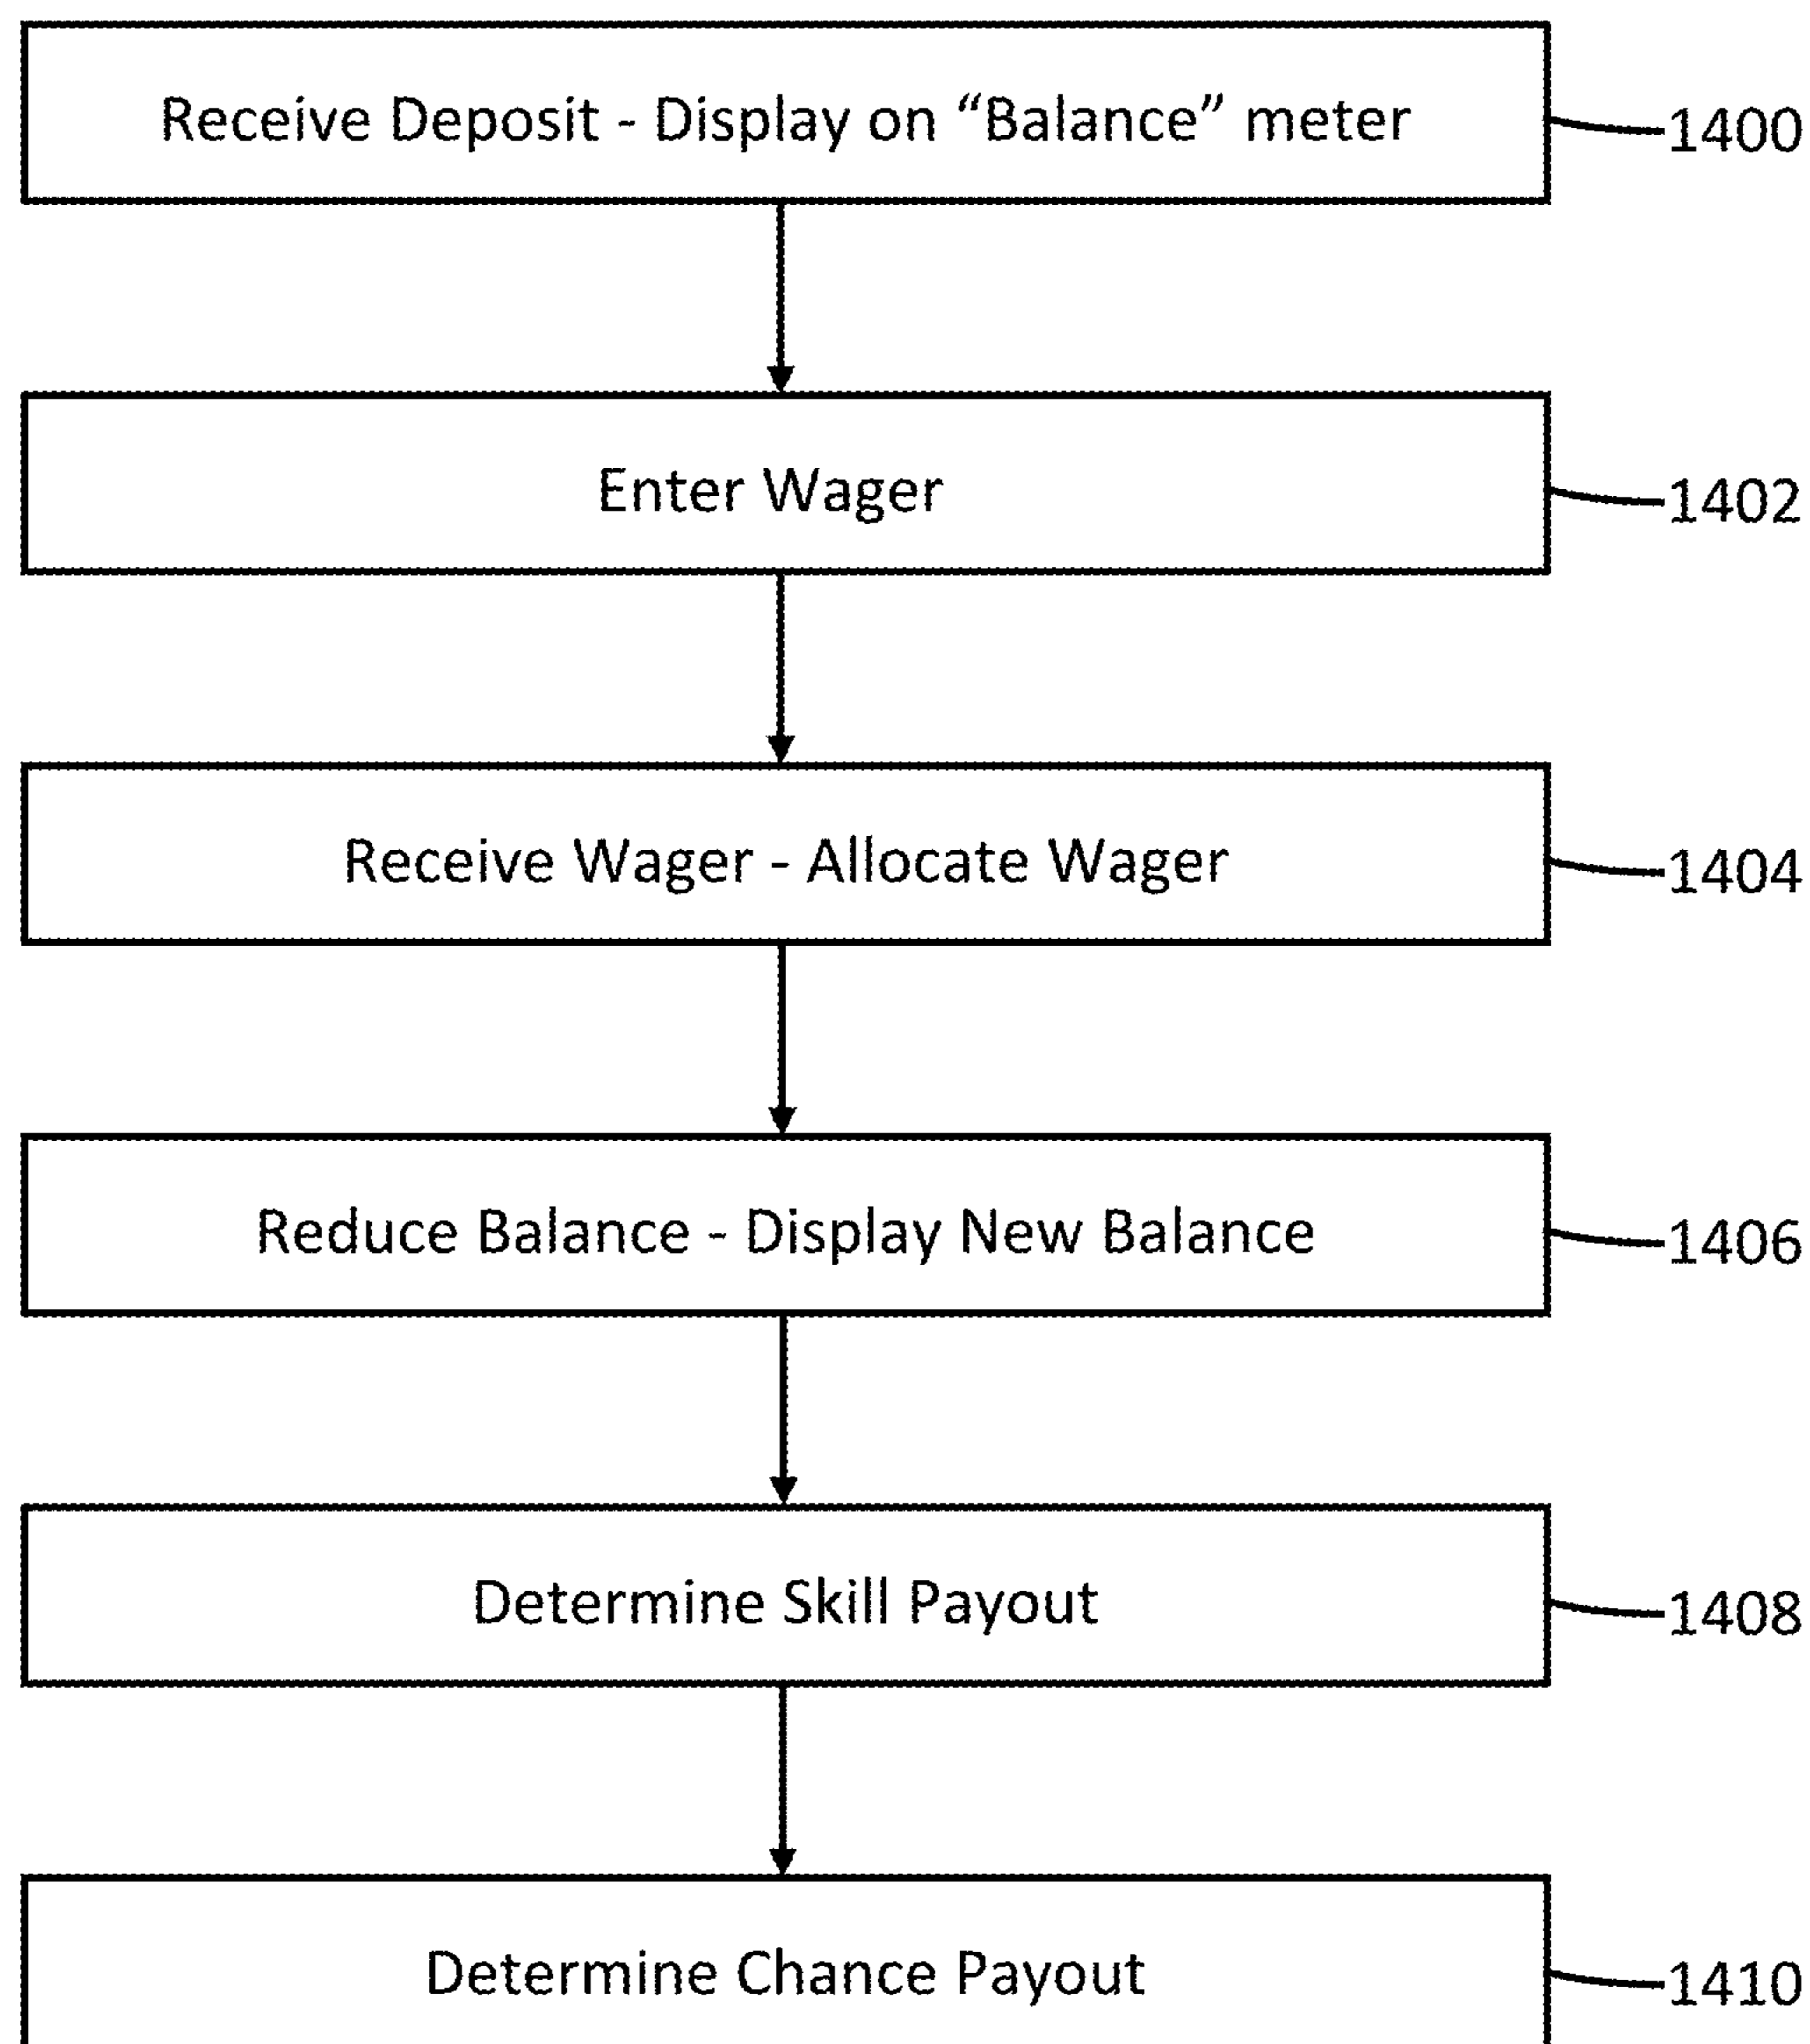 Receive Deposit - Display on “Balance” meter
1400
Enter Wager
1402
Receive Wager - Allocate Wager
1404
Reduce Balance - Display New Balance
1406
Determine Skill Payout
1408
Determine Chance Payout
1410